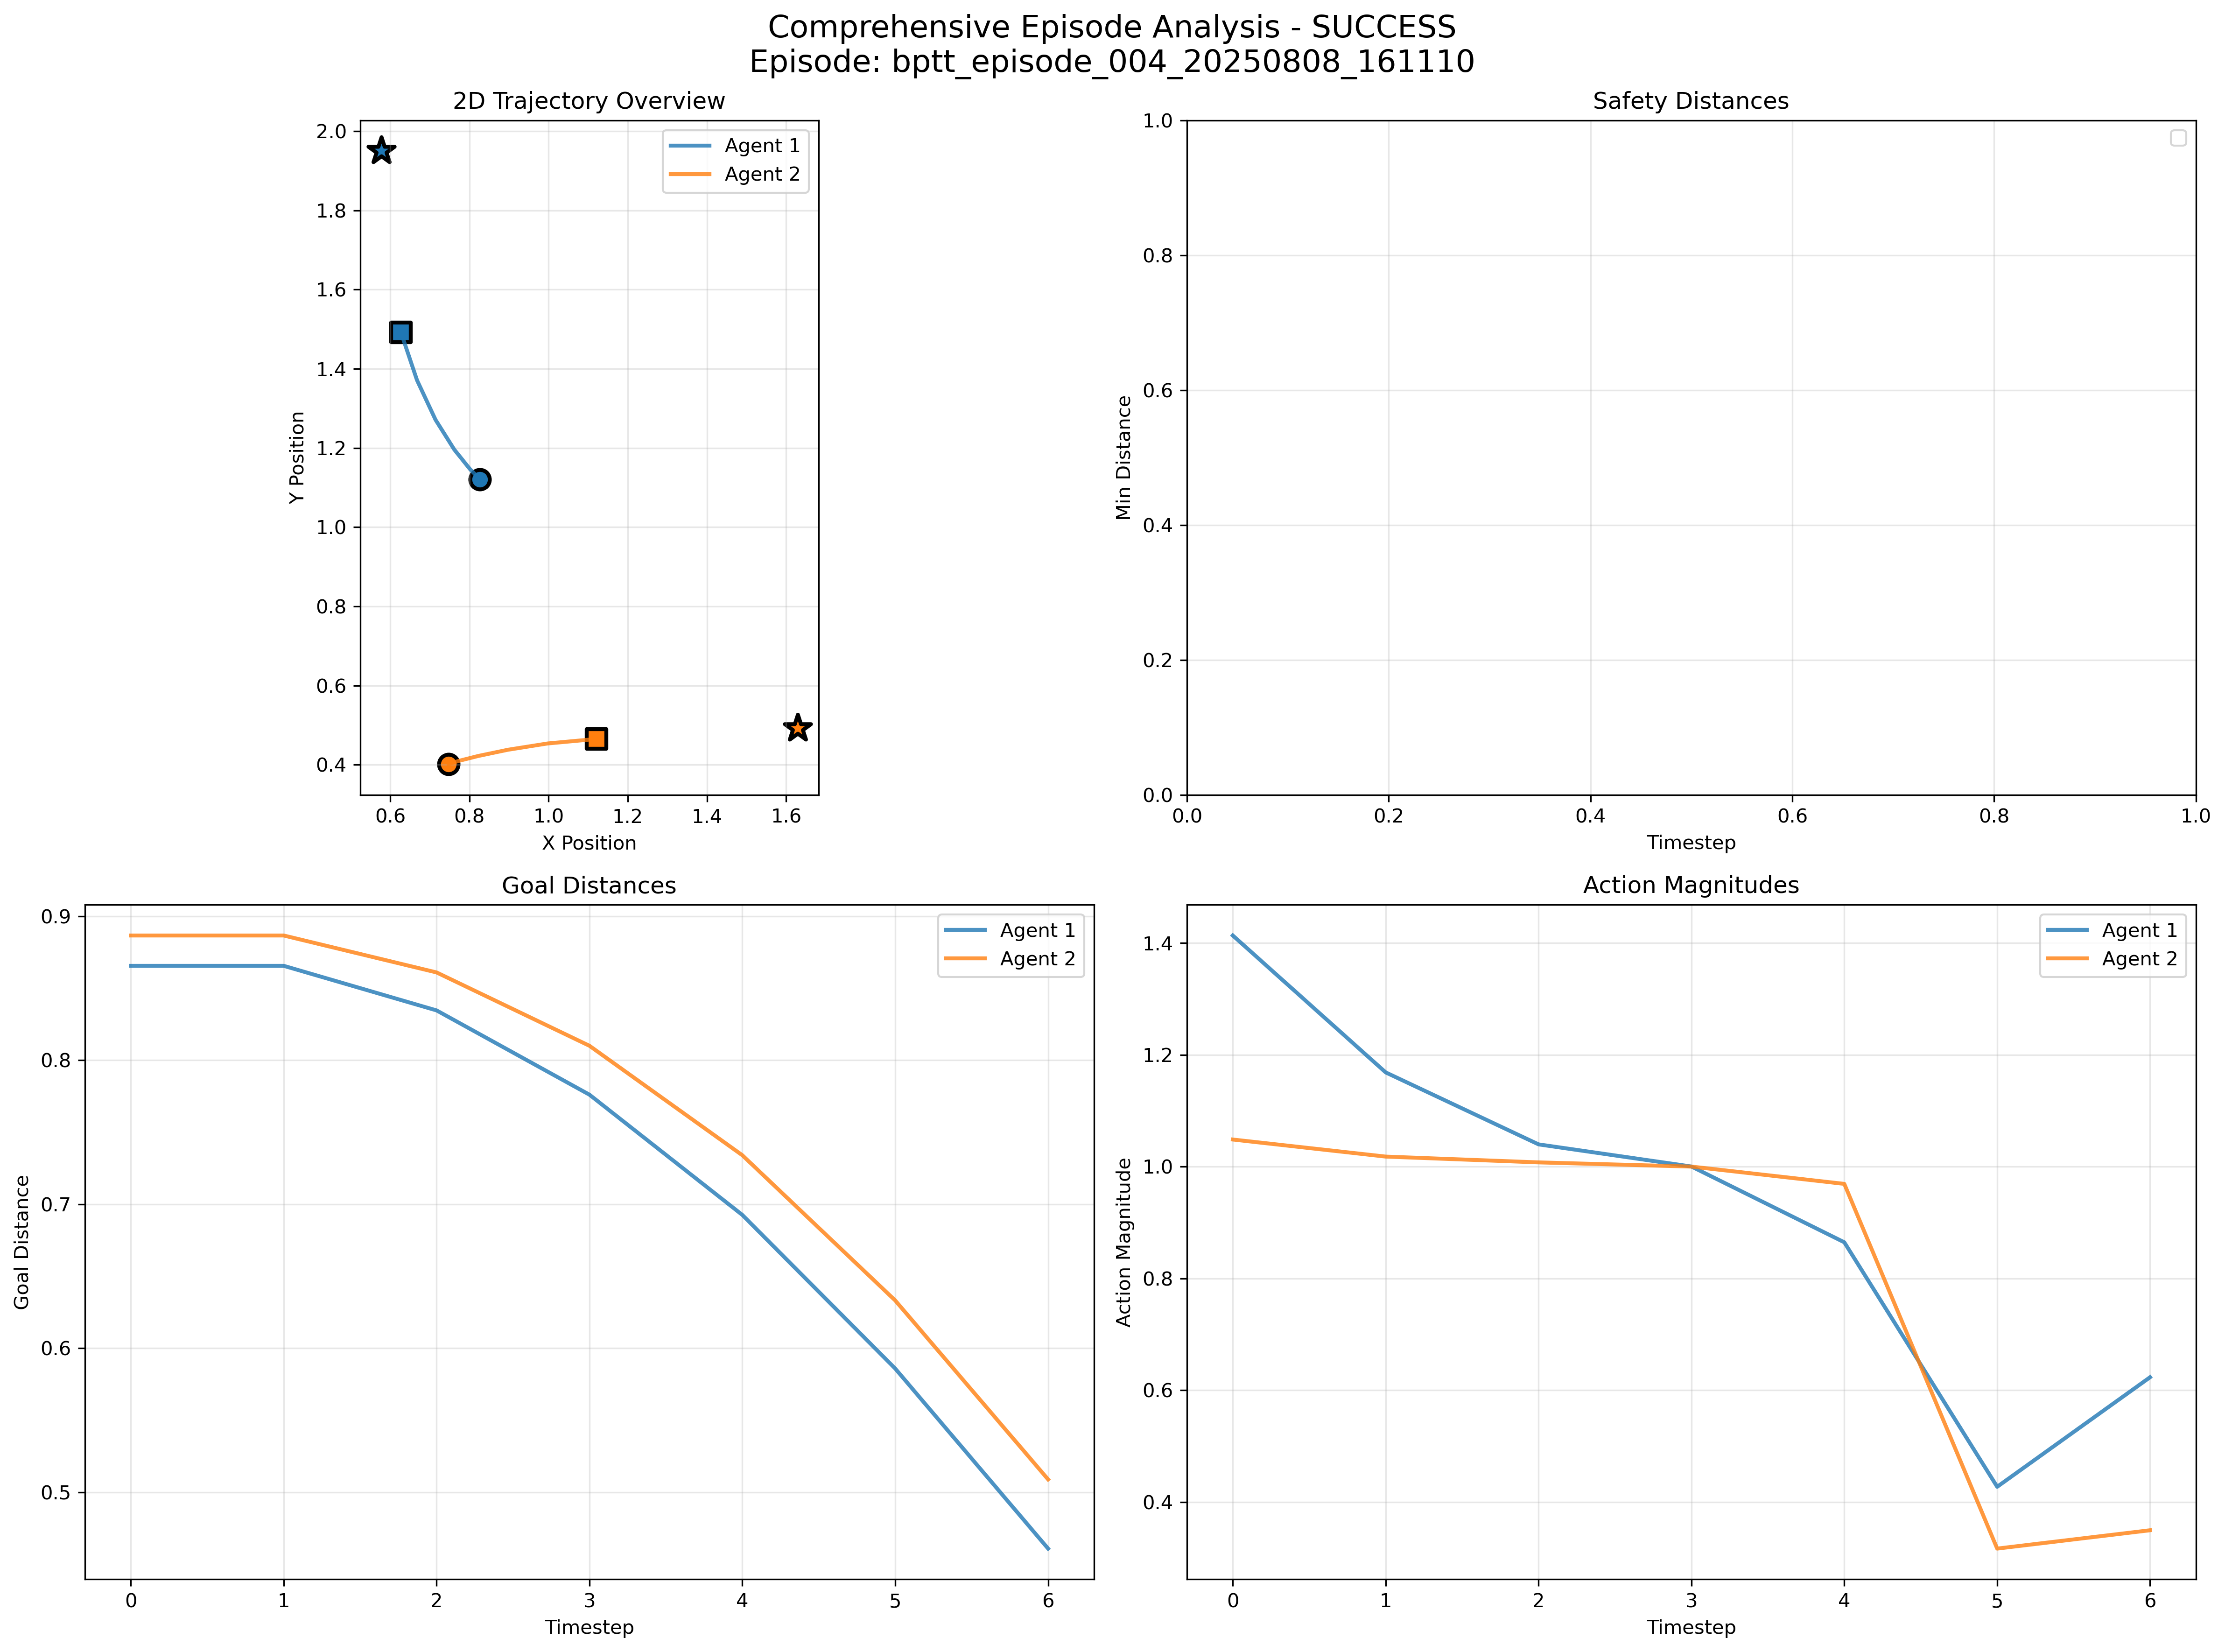 Comprehensive Episode Analysis - SUCCESS
Episode: bptt_episode_004_20250808_161110
2D Trajectory Overview
Agent 1
Agent 2
2.0
1.8
1.6
1.4
1.2
1.0
0.8
0.6
0.4
Y Position
0.6 0.8 1.0 1.2 1.4 1.6
X Position
Safety Distances
1.0
0.8
0.6
0.4
0.2
0.0
Min Distance
0.0 0.2 0.4 0.6 0.8 1.0
Timestep
Goal Distances
Agent 1
Agent 2
0.9
0.8
0.7
0.6
0.5
Goal Distance
0 1 2 3 4 5 6
Timestep
Action Magnitudes
Agent 1
Agent 2
1.4
1.2
1.0
0.8
0.6
0.4
Action Magnitude
0 1 2 3 4 5 6
Timestep